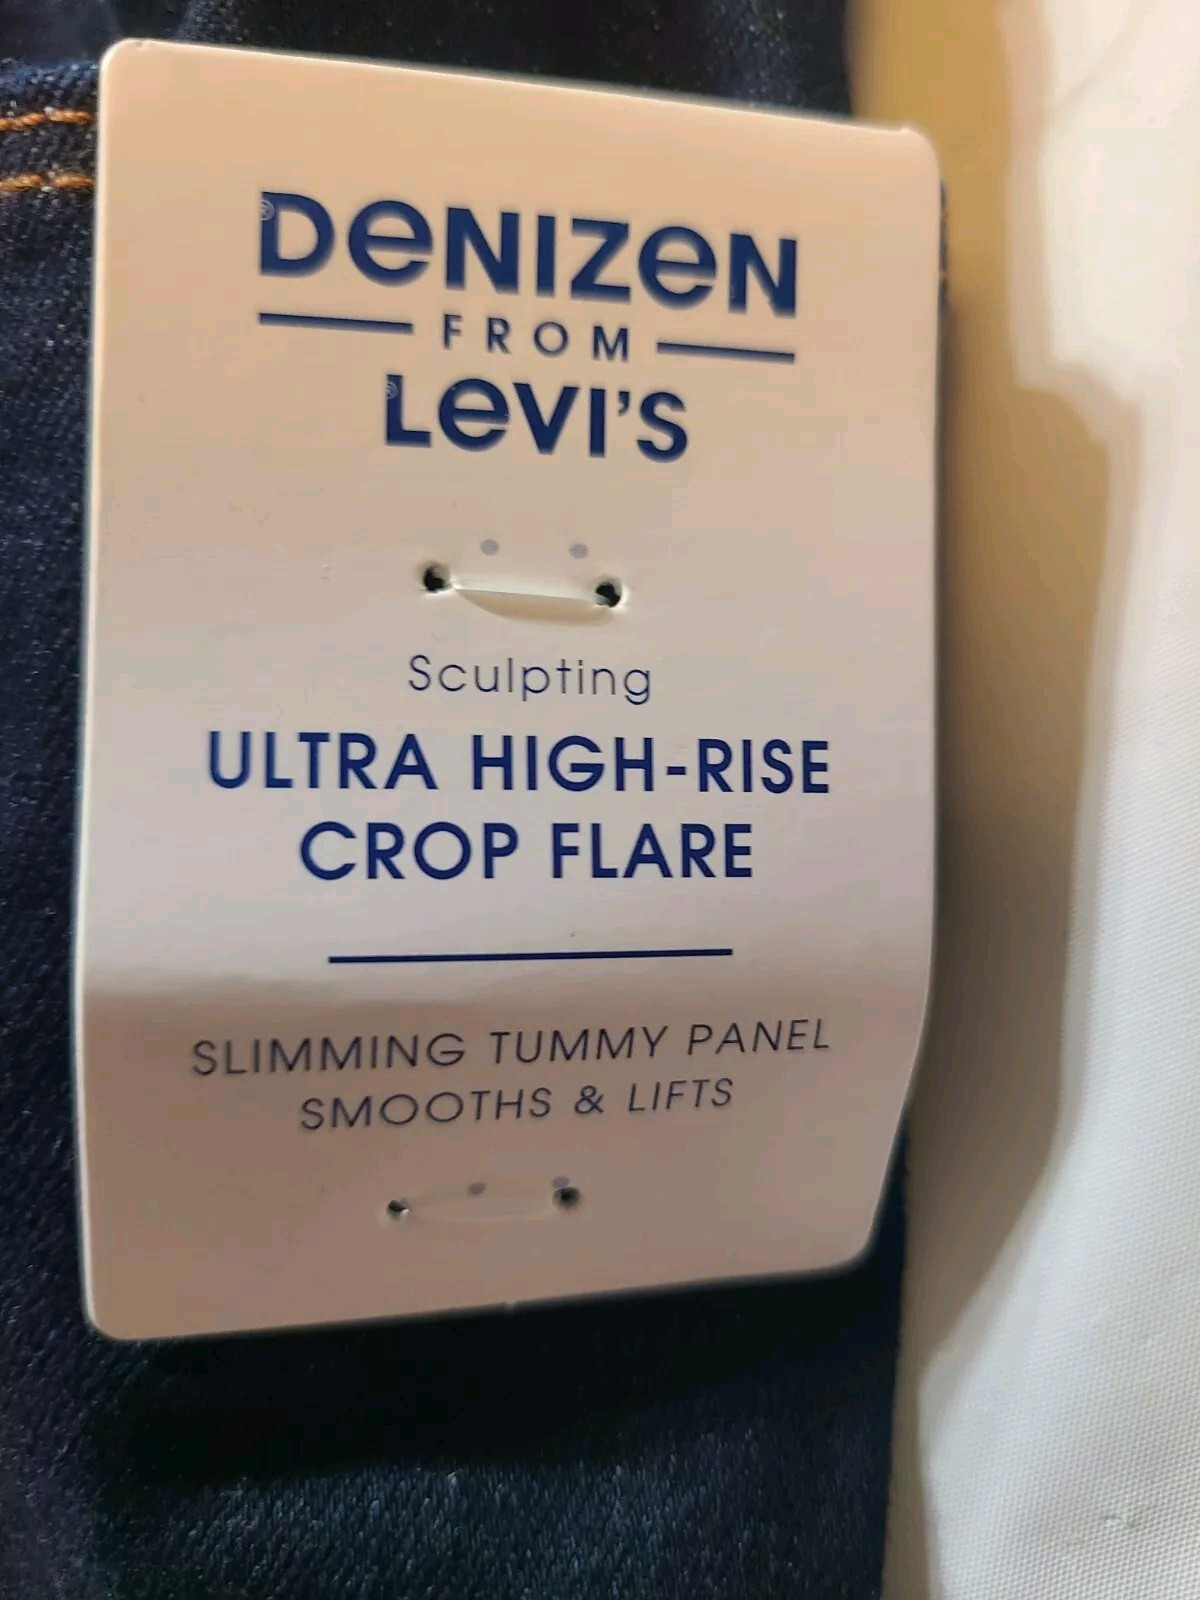 DENIZEN
FROM
LEVI'S
Sculpting
ULTRA HIGH-RISE
CROP FLARE
SLIMMING TUMMY PANEL
SMOOTHS & LIFTS